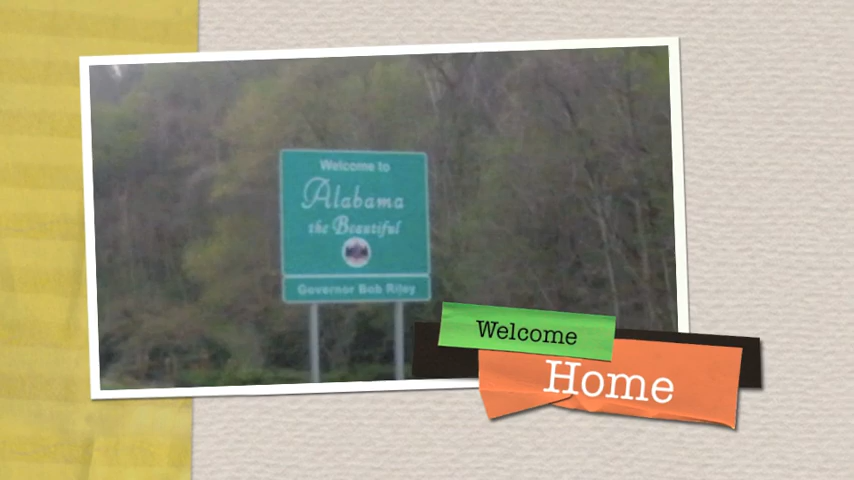 Welcome to
Alabama
the Beautiful
Governor Bob Riley
Welcome
Home